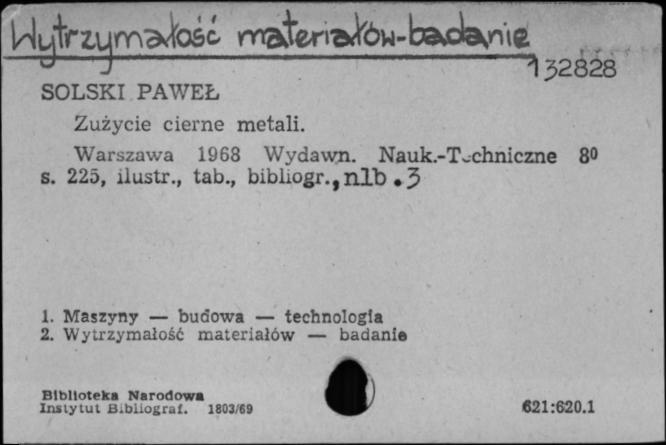 Wytrzymałość materiałów-badanie
132828
SOLSKI PAWEŁ
Zużycie cierne metali.
Warszawa 1968 Wydawn. Nauk.-Techniczne 8⁰
s. 225, ilustr., tab., bibliogr., nlb. 3
1. Maszyny — budowa — technologia
2. Wytrzymałość materiałów — badanie
Biblioteka Narodowa
Instytut Bibliograf. 1803/69
621:620.1